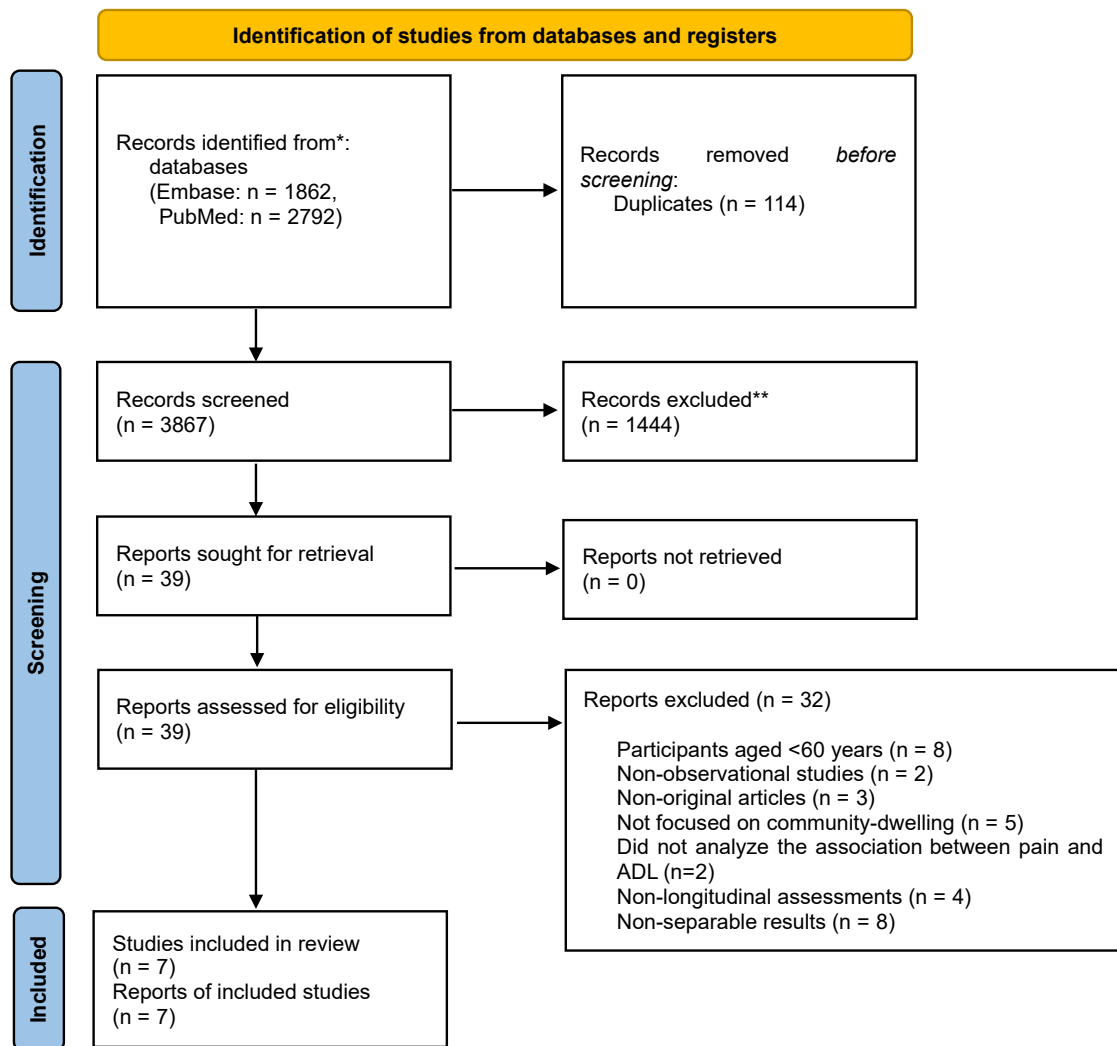 Identification of studies from databases and registers
Identification
Records identified from*:
databases
(Embase: n = 1862,
PubMed: n = 2792)
Records removed before
screening:
Duplicates (n = 114)
Screening
Records screened
(n = 3867)
Records excluded**
(n = 1444)
Reports sought for retrieval
(n = 39)
Reports not retrieved
(n = 0)
Reports assessed for eligibility
(n = 39)
Reports excluded (n = 32)
Participants aged <60 years (n = 8)
Non-observational studies (n = 2)
Non-original articles (n = 3)
Not focused on community-dwelling (n = 5)
Did not analyze the association between pain and
ADL (n=2)
Non-longitudinal assessments (n = 4)
Non-separable results (n = 8)
Included
Studies included in review
(n = 7)
Reports of included studies
(n = 7)